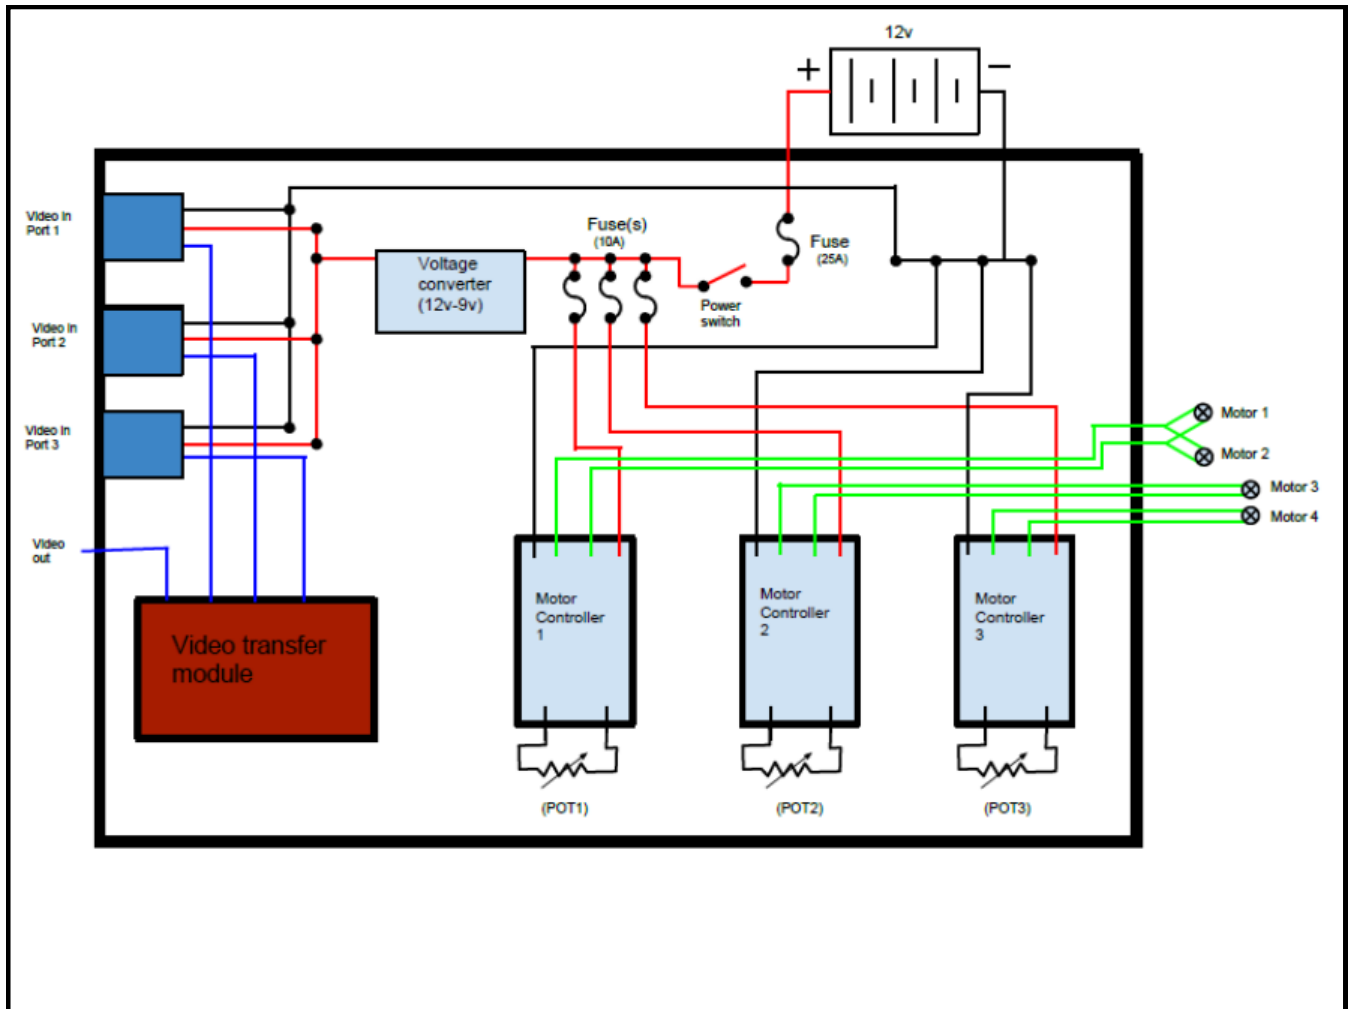 12v
+
−
Video In
Port 1
Fuse(s)
(10A)
Fuse
(25A)
Voltage
converter
(12v-9v)
Power
switch
Video In
Port 2
Video In
Port 3
Motor 1
Motor 2
Motor 3
Motor 4
Video
out
Video transfer
module
Motor
Controller
1
Motor
Controller
2
Motor
Controller
3
(POT1)
(POT2)
(POT3)